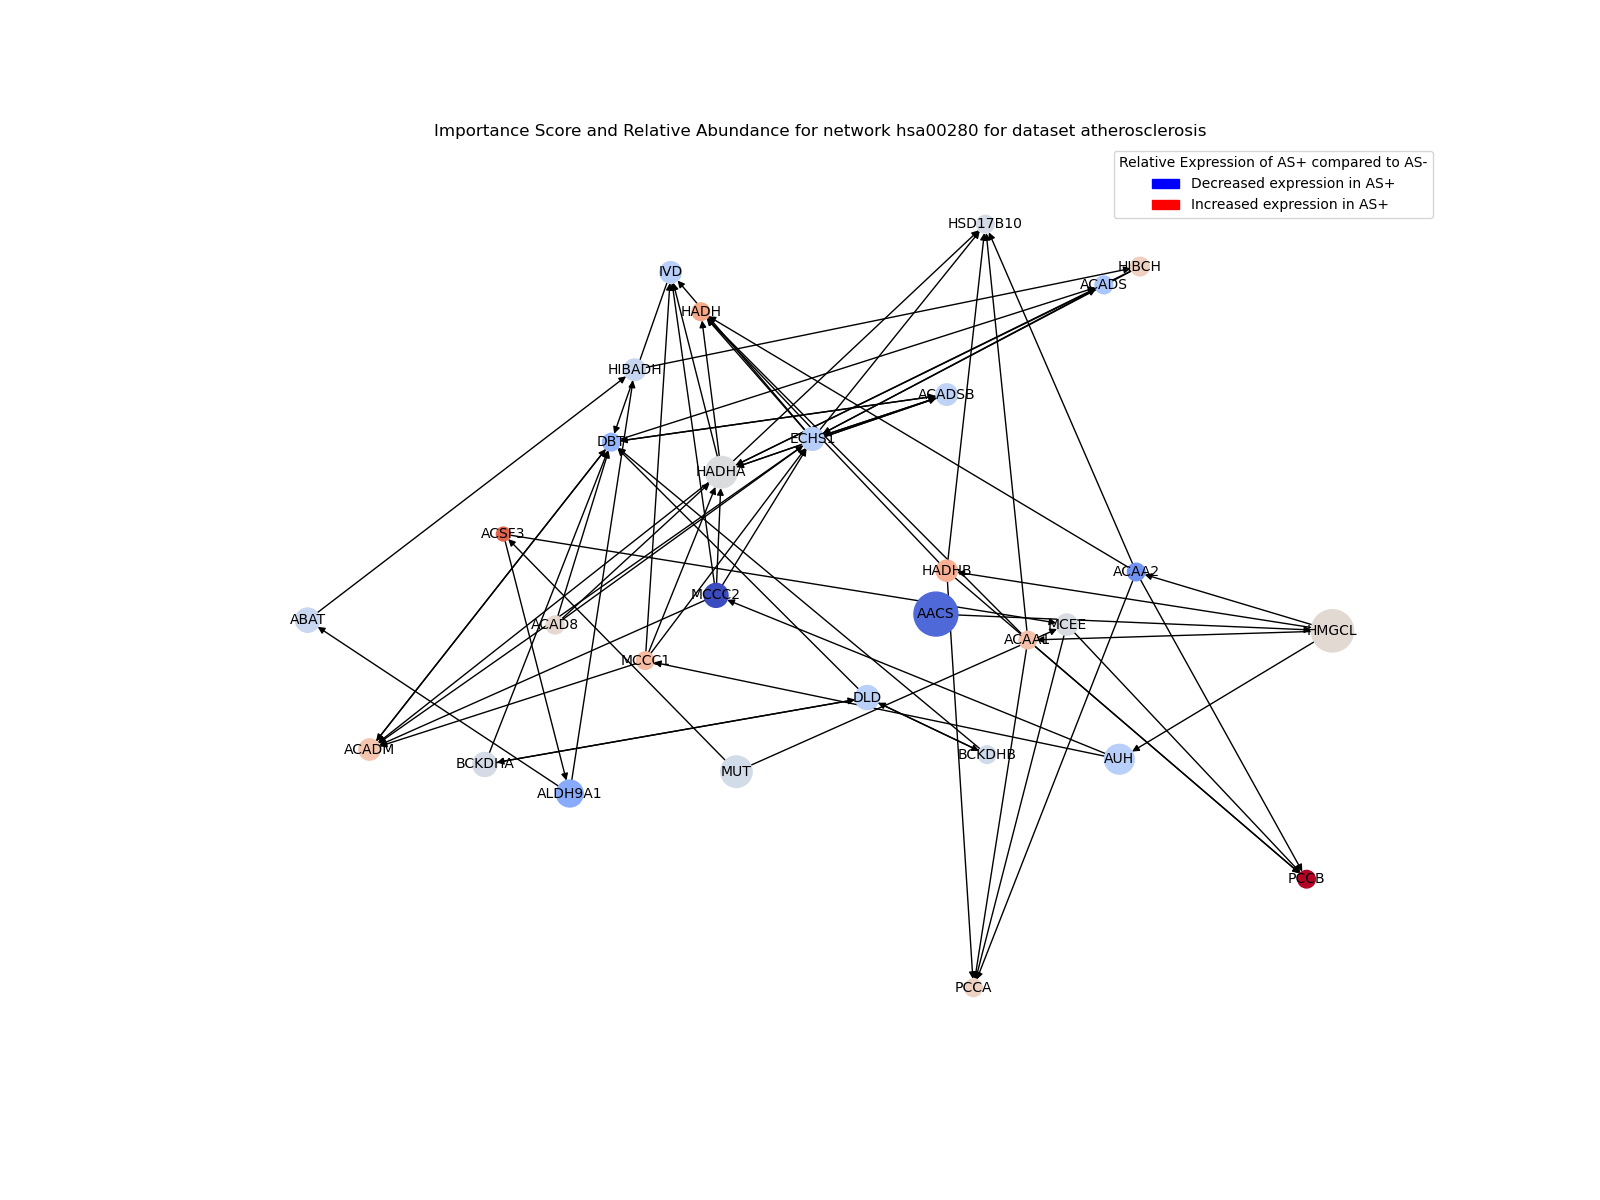 Importance Score and Relative Abundance for network hsa00280 for dataset atherosclerosis
Relative Expression of AS+ compared to AS-
Decreased expression in AS+
Increased expression in AS+
HSD17B10
HIBCH
IVD
ACADS
HADH
HIBADH
ACADSB
ECHS1
DBT
HADHA
ACSF3
HADHB
ACAA2
MCCC2
AACS
ABAT
ACAD8
MCEE
HMGCL
ACAA1
MCCC1
DLD
ACADM
BCKDHB
AUH
BCKDHA
MUT
ALDH9A1
PCCB
PCCA